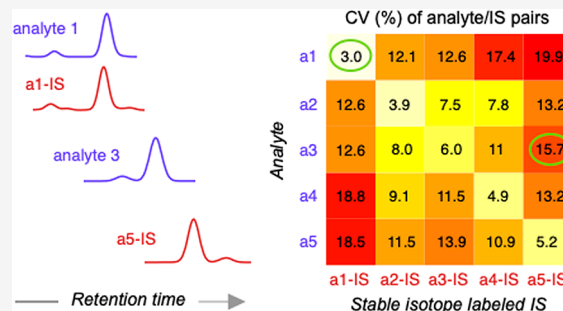 analyte 1
a1-IS
analyte 3
a5-IS
Retention time
CV (%) of analyte/IS pairs
Analyte
a1 3.0 12.1 12.6 17.4 19.9
a2 12.6 3.9 7.5 7.8 13.2
a3 12.6 8.0 6.0 11 15.7
a4 18.8 9.1 11.5 4.9 13.2
a5 18.5 11.5 13.9 10.9 5.2
a1-IS a2-IS a3-IS a4-IS a5-IS
Stable isotope labeled IS